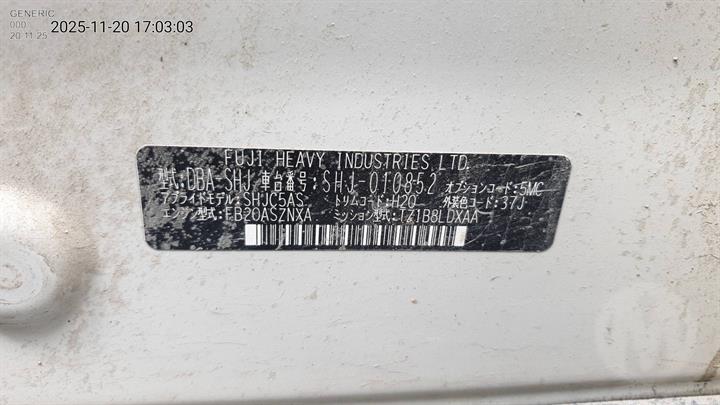 GENERIC
000
20-11-25
2025-11-20 17:03:03
FUJI HEAVY INDUSTRIES LTD.
型式:DBA-SHJ 車台番号:SHJ-010852 オプションコード:5MC
アプライドモデル:SHJC5AS トリムコード:H20 外装色コード:37J
エンジン型式:FB20ASZNXA ミッション型式:TZ1B8LDXAA